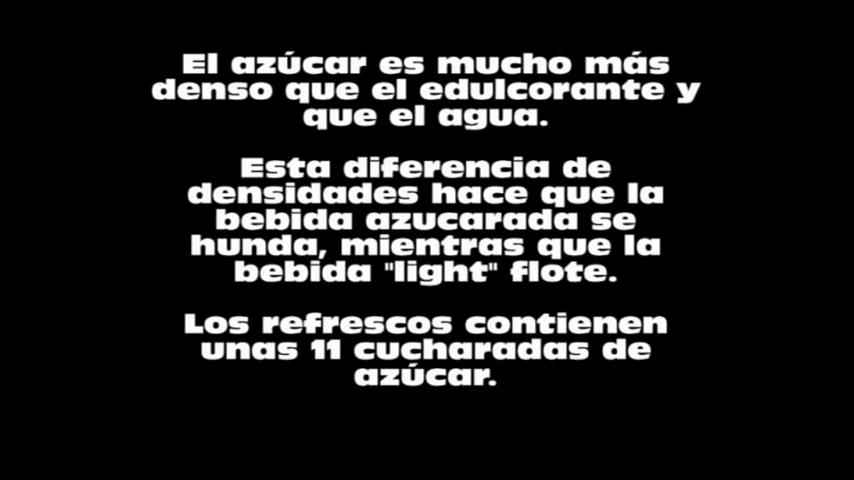 El azúcar es mucho más
denso que el edulcorante y
que el agua.
Esta diferencia de
densidades hace que la
bebida azucarada se
hunda, mientras que la
bebida "light" flote.
Los refrescos contienen
unas 11 cucharadas de
azúcar.